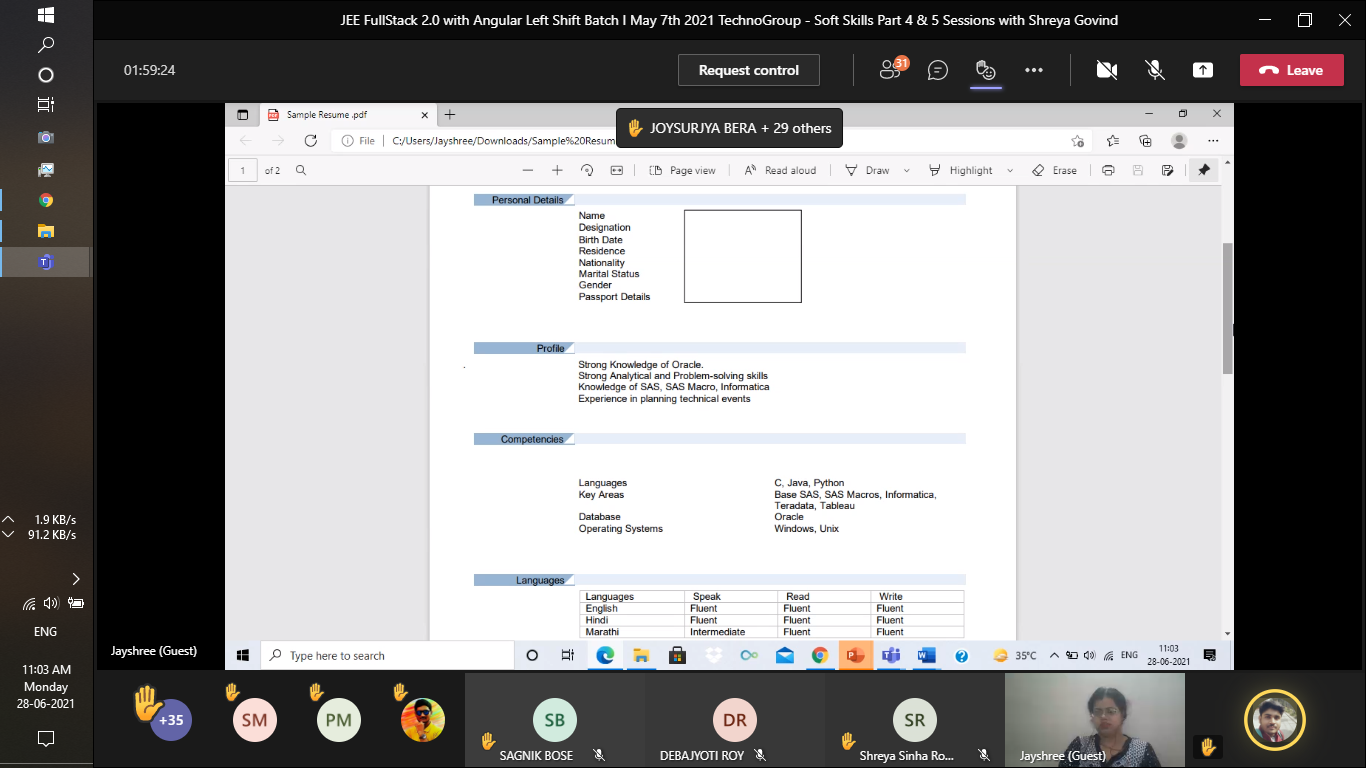 JEE FullStack 2.0 with Angular Left Shift Batch I May 7th 2021 TechnoGroup - Soft Skills Part 4 & 5 Sessions with Shreya Govind
01:59:24
Request control
31
Leave
Sample Resume .pdf
JOYSURJYA BERA + 29 others
File
C:/Users/Jayshree/Downloads/Sample%20Resum
1 of 2
Page view
Read aloud
Draw
Highlight
Erase
Personal Details
Name
Designation
Birth Date
Residence
Nationality
Marital Status
Gender
Passport Details
Profile
Strong Knowledge of Oracle.
Strong Analytical and Problem-solving skills
Knowledge of SAS, SAS Macro, Informatica
Experience in planning technical events
Competencies
Languages C, Java, Python
Key Areas Base SAS, SAS Macros, Informatica,
Teradata, Tableau
Database Oracle
Operating Systems Windows, Unix
Languages
Languages Speak Read Write
English Fluent Fluent Fluent
Hindi Fluent Fluent Fluent
Marathi Intermediate Fluent Fluent
Type here to search
35°C
ENG
11:03
28-06-2021
Jayshree (Guest)
1.9 KB/s
91.2 KB/s
ENG
11:03 AM
Monday
28-06-2021
+35
SM
PM
SB
SAGNIK BOSE
DR
DEBAJYOTI ROY
SR
Shreya Sinha Ro...
Jayshree (Guest)